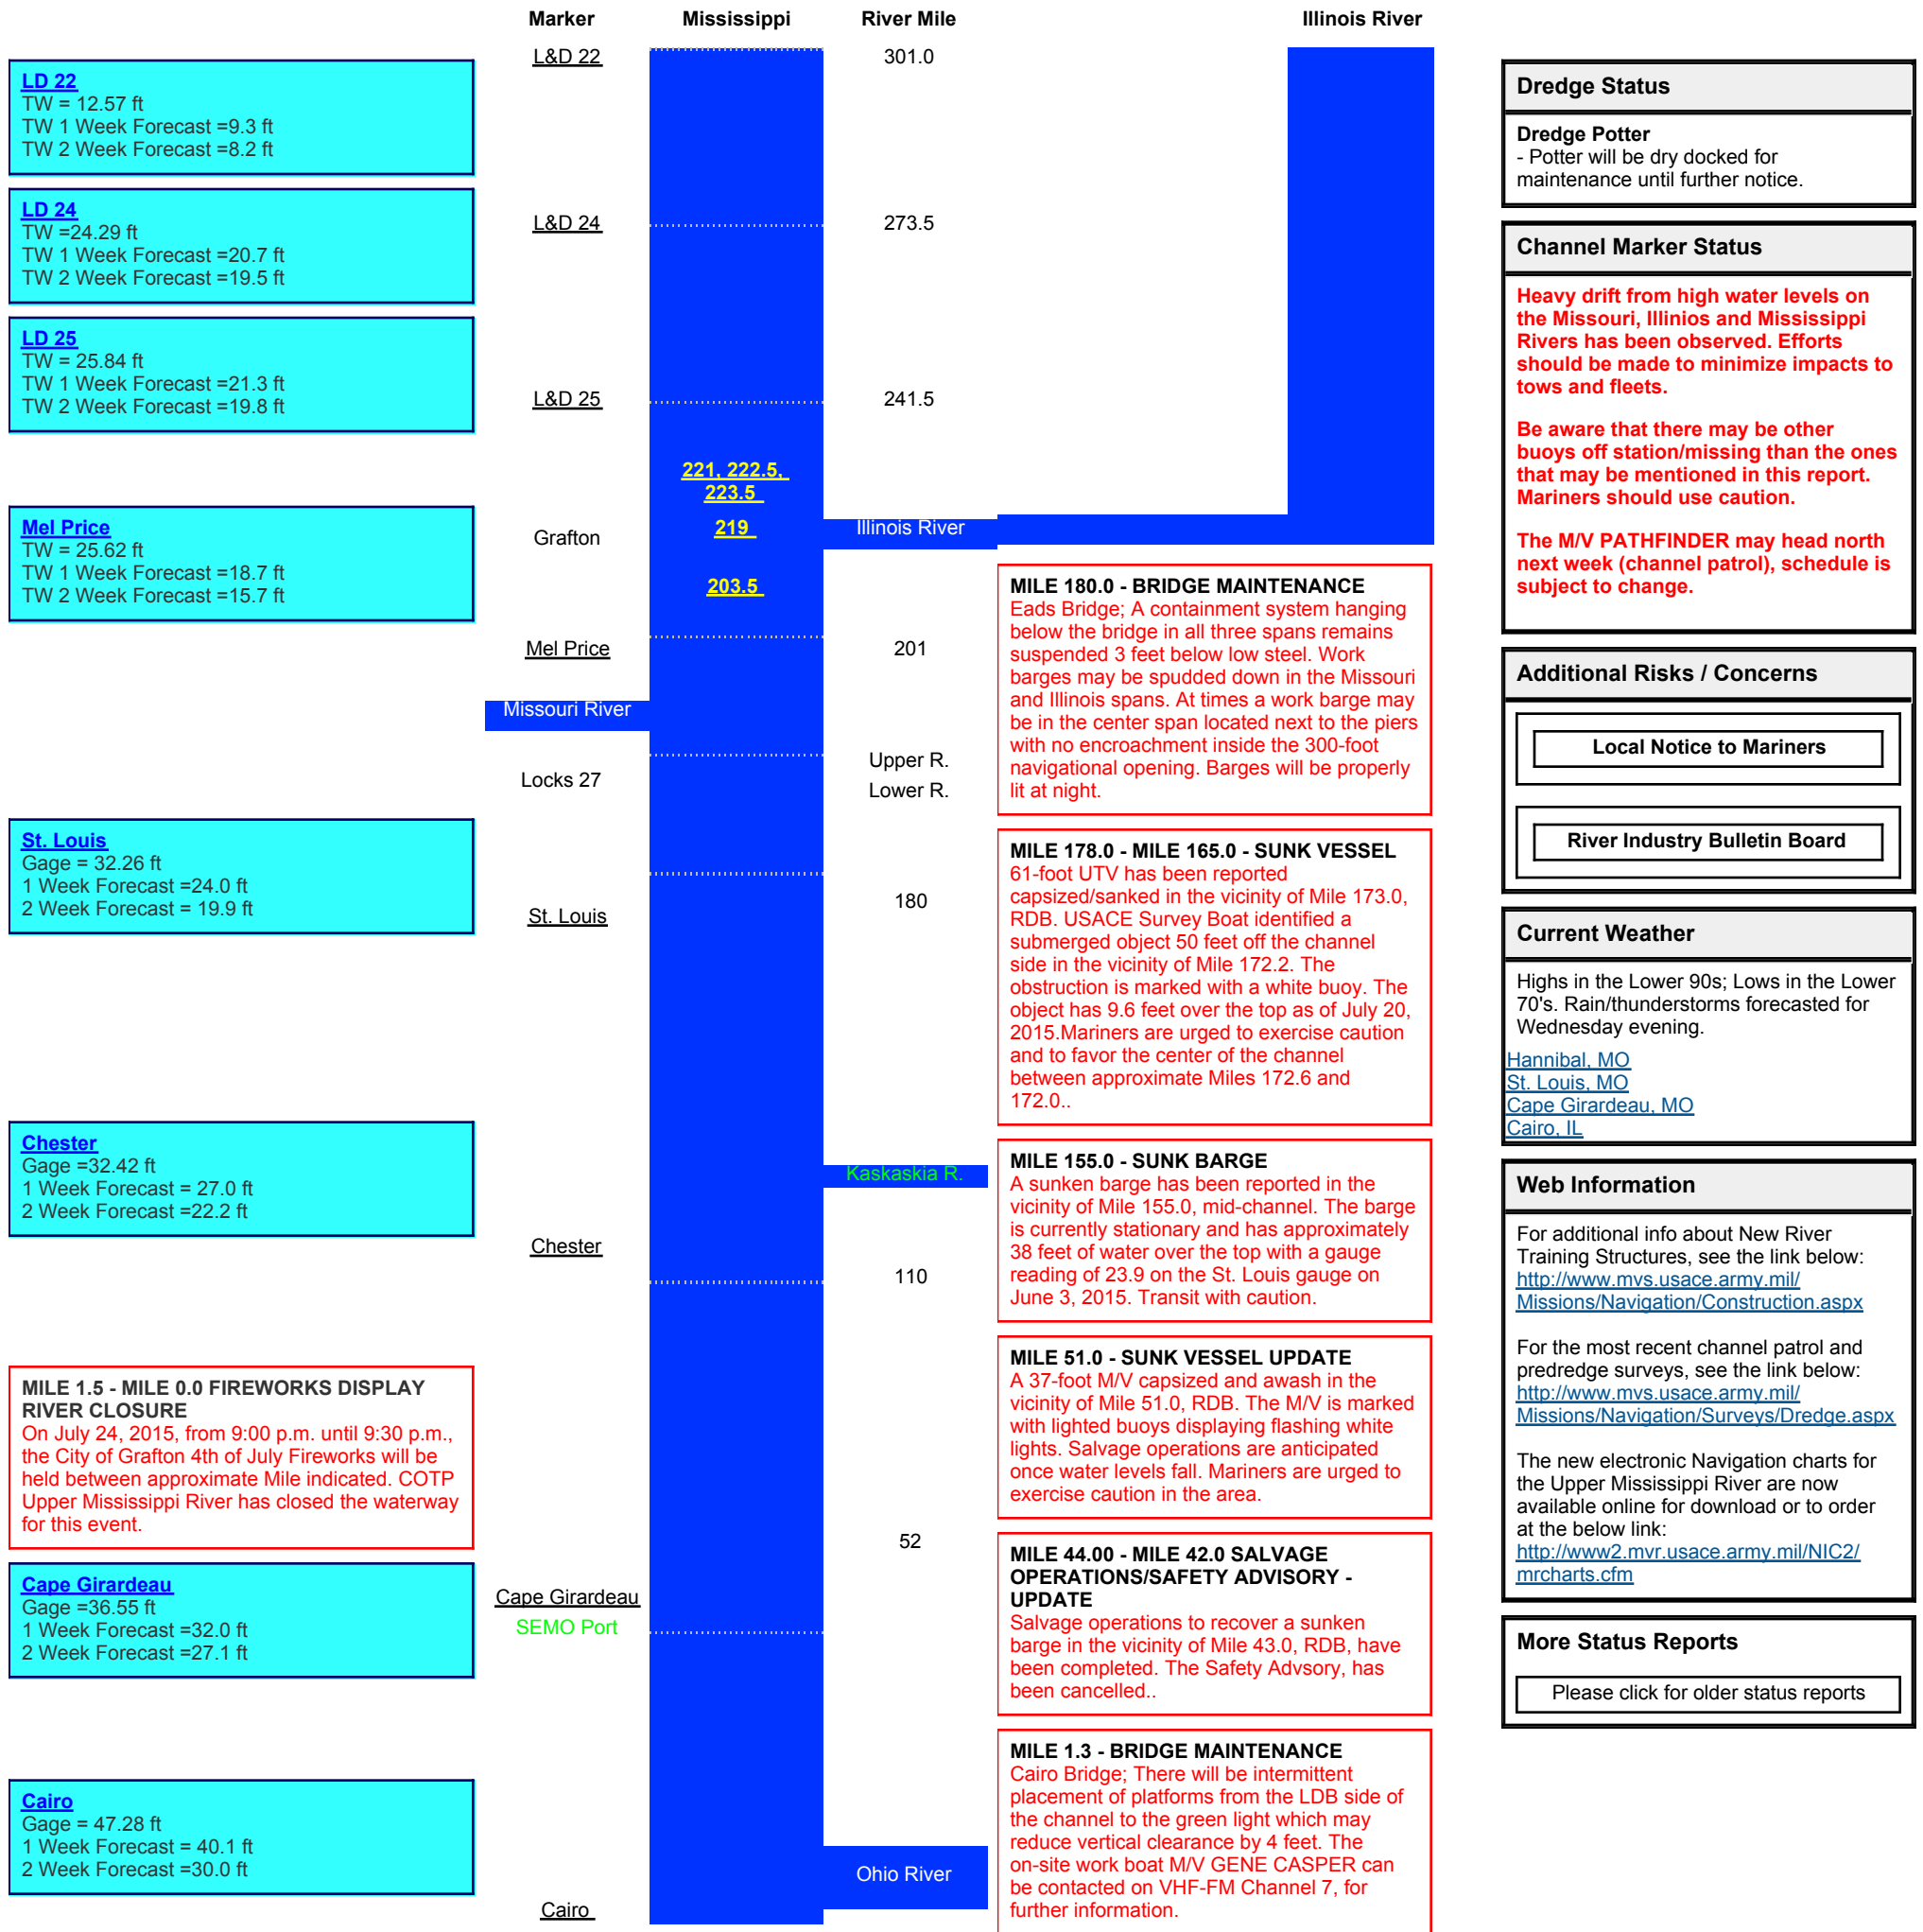 Marker
Mississippi
River Mile
Illinois River
LD 22
TW = 12.57 ft
TW 1 Week Forecast =9.3 ft
TW 2 Week Forecast =8.2 ft
LD 24
TW =24.29 ft
TW 1 Week Forecast =20.7 ft
TW 2 Week Forecast =19.5 ft
LD 25
TW = 25.84 ft
TW 1 Week Forecast =21.3 ft
TW 2 Week Forecast =19.8 ft
Mel Price
TW = 25.62 ft
TW 1 Week Forecast =18.7 ft
TW 2 Week Forecast =15.7 ft
St. Louis
Gage = 32.26 ft
1 Week Forecast =24.0 ft
2 Week Forecast = 19.9 ft
Chester
Gage =32.42 ft
1 Week Forecast = 27.0 ft
2 Week Forecast =22.2 ft
MILE 1.5 - MILE 0.0 FIREWORKS DISPLAY
RIVER CLOSURE
On July 24, 2015, from 9:00 p.m. until 9:30 p.m.,
the City of Grafton 4th of July Fireworks will be
held between approximate Mile indicated. COTP
Upper Mississippi River has closed the waterway
for this event.
Cape Girardeau
Gage =36.55 ft
1 Week Forecast =32.0 ft
2 Week Forecast =27.1 ft
Cairo
Gage = 47.28 ft
1 Week Forecast = 40.1 ft
2 Week Forecast =30.0 ft
L&D 22
L&D 24
L&D 25
Grafton
Mel Price
Missouri River
Locks 27
St. Louis
Chester
Cape Girardeau
SEMO Port
Cairo
221, 222.5,
223.5
219
203.5
301.0
273.5
241.5
Illinois River
201
Upper R.
Lower R.
180
Kaskaskia R.
110
52
Ohio River
MILE 180.0 - BRIDGE MAINTENANCE
Eads Bridge; A containment system hanging
below the bridge in all three spans remains
suspended 3 feet below low steel. Work
barges may be spudded down in the Missouri
and Illinois spans. At times a work barge may
be in the center span located next to the piers
with no encroachment inside the 300-foot
navigational opening. Barges will be properly
lit at night.
MILE 178.0 - MILE 165.0 - SUNK VESSEL
61-foot UTV has been reported
capsized/sanked in the vicinity of Mile 173.0,
RDB. USACE Survey Boat identified a
submerged object 50 feet off the channel
side in the vicinity of Mile 172.2. The
obstruction is marked with a white buoy. The
object has 9.6 feet over the top as of July 20,
2015.Mariners are urged to exercise caution
and to favor the center of the channel
between approximate Miles 172.6 and
172.0..
MILE 155.0 - SUNK BARGE
A sunken barge has been reported in the
vicinity of Mile 155.0, mid-channel. The barge
is currently stationary and has approximately
38 feet of water over the top with a gauge
reading of 23.9 on the St. Louis gauge on
June 3, 2015. Transit with caution.
MILE 51.0 - SUNK VESSEL UPDATE
A 37-foot M/V capsized and awash in the
vicinity of Mile 51.0, RDB. The M/V is marked
with lighted buoys displaying flashing white
lights. Salvage operations are anticipated
once water levels fall. Mariners are urged to
exercise caution in the area.
MILE 44.00 - MILE 42.0 SALVAGE
OPERATIONS/SAFETY ADVISORY -
UPDATE
Salvage operations to recover a sunken
barge in the vicinity of Mile 43.0, RDB, have
been completed. The Safety Advsory, has
been cancelled..
MILE 1.3 - BRIDGE MAINTENANCE
Cairo Bridge; There will be intermittent
placement of platforms from the LDB side of
the channel to the green light which may
reduce vertical clearance by 4 feet. The
on-site work boat M/V GENE CASPER can
be contacted on VHF-FM Channel 7, for
further information.
Dredge Status
Dredge Potter
- Potter will be dry docked for
maintenance until further notice.
Channel Marker Status
Heavy drift from high water levels on
the Missouri, Illinios and Mississippi
Rivers has been observed. Efforts
should be made to minimize impacts to
tows and fleets.
Be aware that there may be other
buoys off station/missing than the ones
that may be mentioned in this report.
Mariners should use caution.
The M/V PATHFINDER may head north
next week (channel patrol), schedule is
subject to change.
Additional Risks / Concerns
Local Notice to Mariners
River Industry Bulletin Board
Current Weather
Highs in the Lower 90s; Lows in the Lower
70's. Rain/thunderstorms forecasted for
Wednesday evening.
Hannibal, MO
St. Louis, MO
Cape Girardeau, MO
Cairo, IL
Web Information
For additional info about New River
Training Structures, see the link below:
http://www.mvs.usace.army.mil/
Missions/Navigation/Construction.aspx
For the most recent channel patrol and
predredge surveys, see the link below:
http://www.mvs.usace.army.mil/
Missions/Navigation/Surveys/Dredge.aspx
The new electronic Navigation charts for
the Upper Mississippi River are now
available online for download or to order
at the below link:
http://www2.mvr.usace.army.mil/NIC2/
mrcharts.cfm
More Status Reports
Please click for older status reports